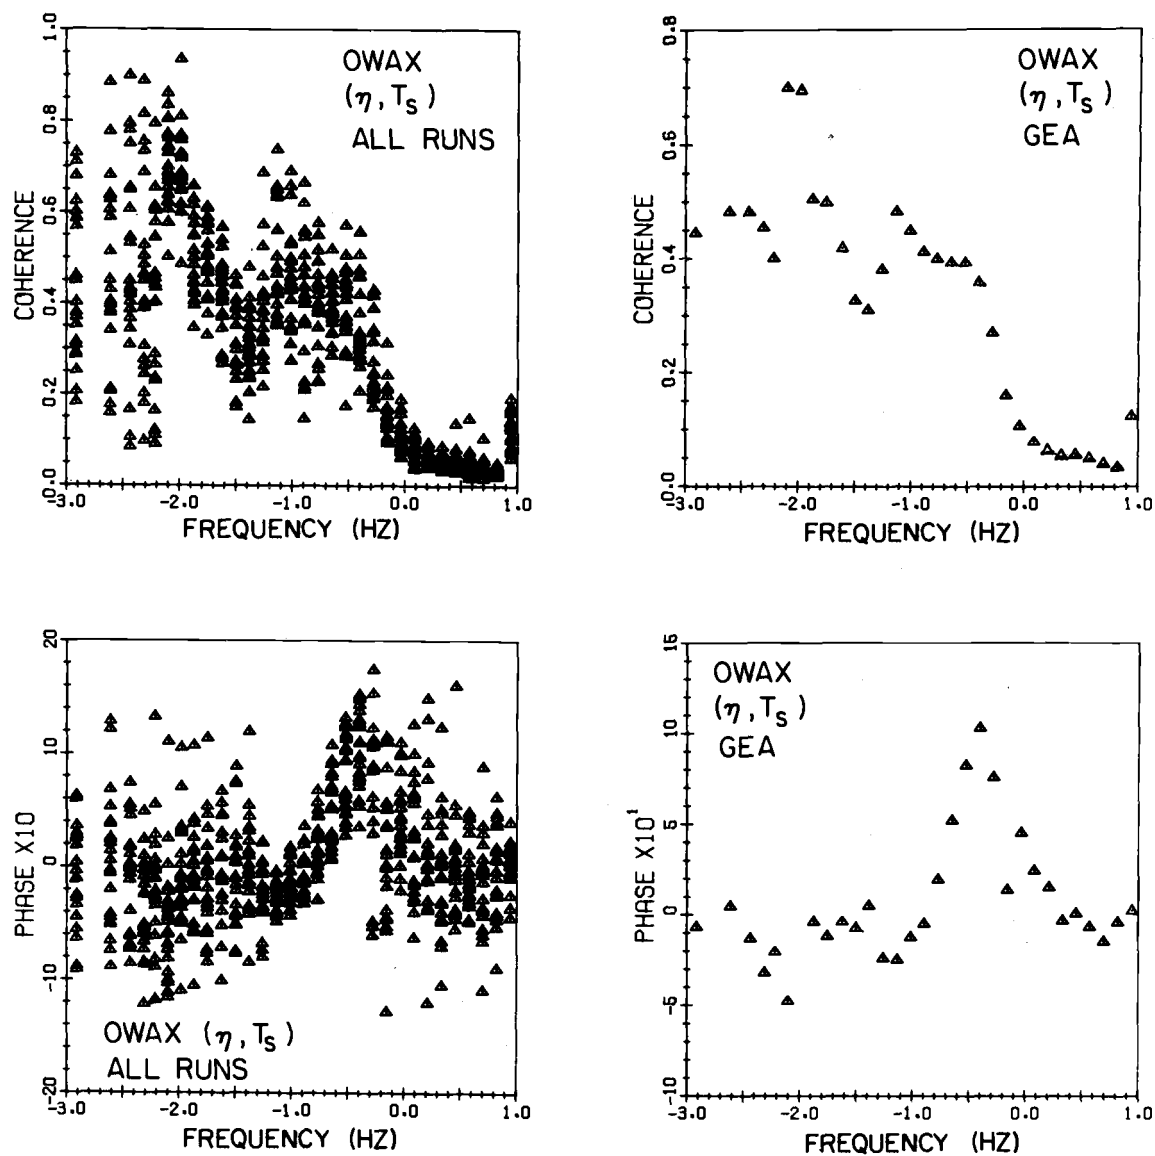 1.0
0.8
0.6
0.4
0.2
0.0
COHERENCE
OWAX
(η, Ts)
ALL RUNS
-3.0 -2.0 -1.0 0.0 1.0
FREQUENCY (HZ)
0.8
0.6
0.4
0.2
0.0
COHERENCE
OWAX
(η, Ts)
GEA
-3.0 -2.0 -1.0 0.0 1.0
FREQUENCY (HZ)
20
10
0
-10
-20
PHASE X10
OWAX (η, Ts)
ALL RUNS
-3.0 -2.0 -1.0 0.0 1.0
FREQUENCY (HZ)
15
10
5
0
-5
-10
PHASE X10¹
OWAX
(η, Ts)
GEA
-3.0 -2.0 -1.0 0.0 1.0
FREQUENCY (HZ)